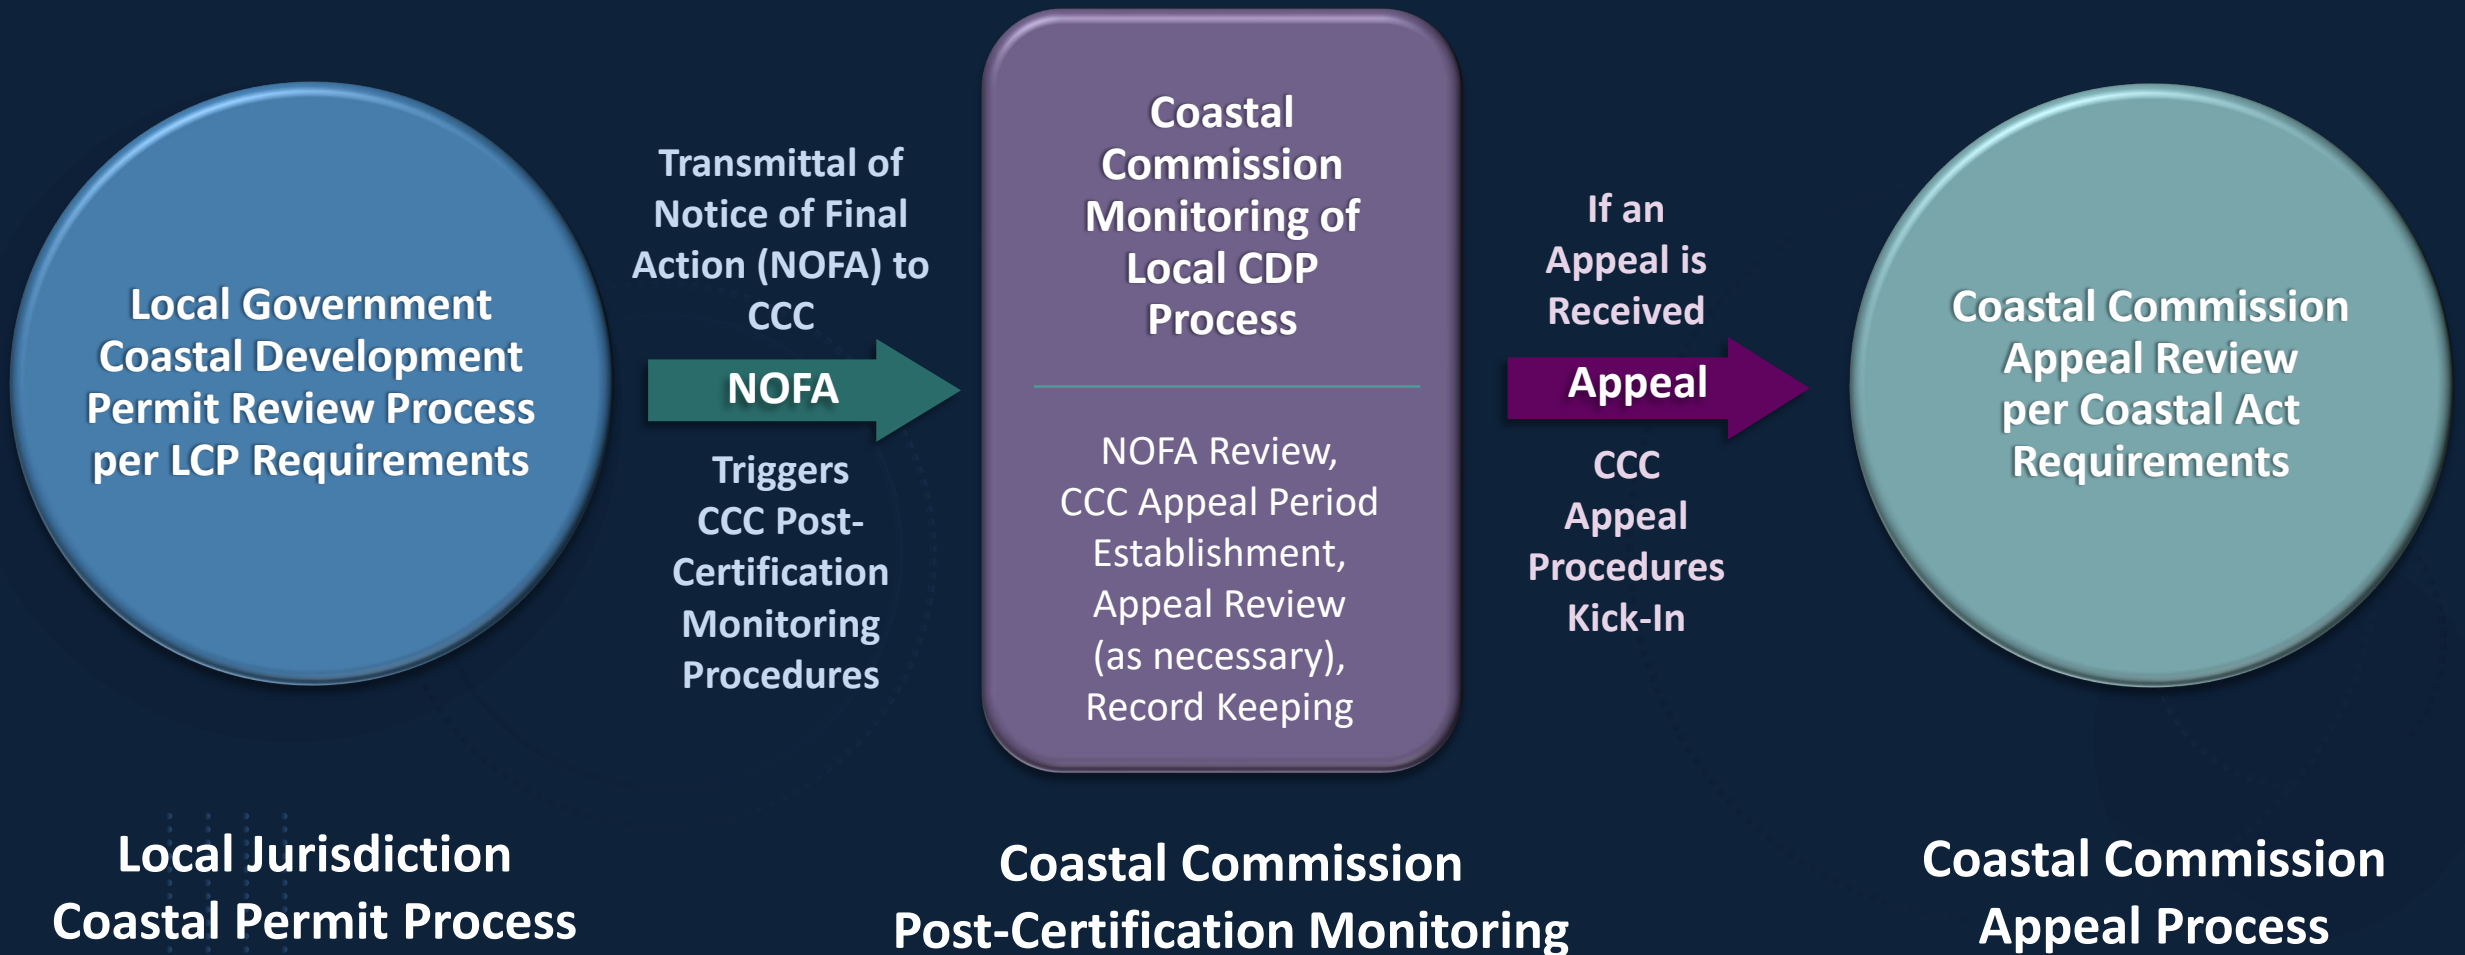 Local Government
Coastal Development
Permit Review Process
per LCP Requirements
Transmittal of
Notice of Final
Action (NOFA) to
CCC
NOFA
Triggers
CCC Post-
Certification
Monitoring
Procedures
Coastal
Commission
Monitoring of
Local CDP
Process
NOFA Review,
CCC Appeal Period
Establishment,
Appeal Review
(as necessary),
Record Keeping
If an
Appeal is
Received
Appeal
CCC
Appeal
Procedures
Kick-In
Coastal Commission
Appeal Review
per Coastal Act
Requirements
Local Jurisdiction
Coastal Permit Process
Coastal Commission
Post-Certification Monitoring
Coastal Commission
Appeal Process